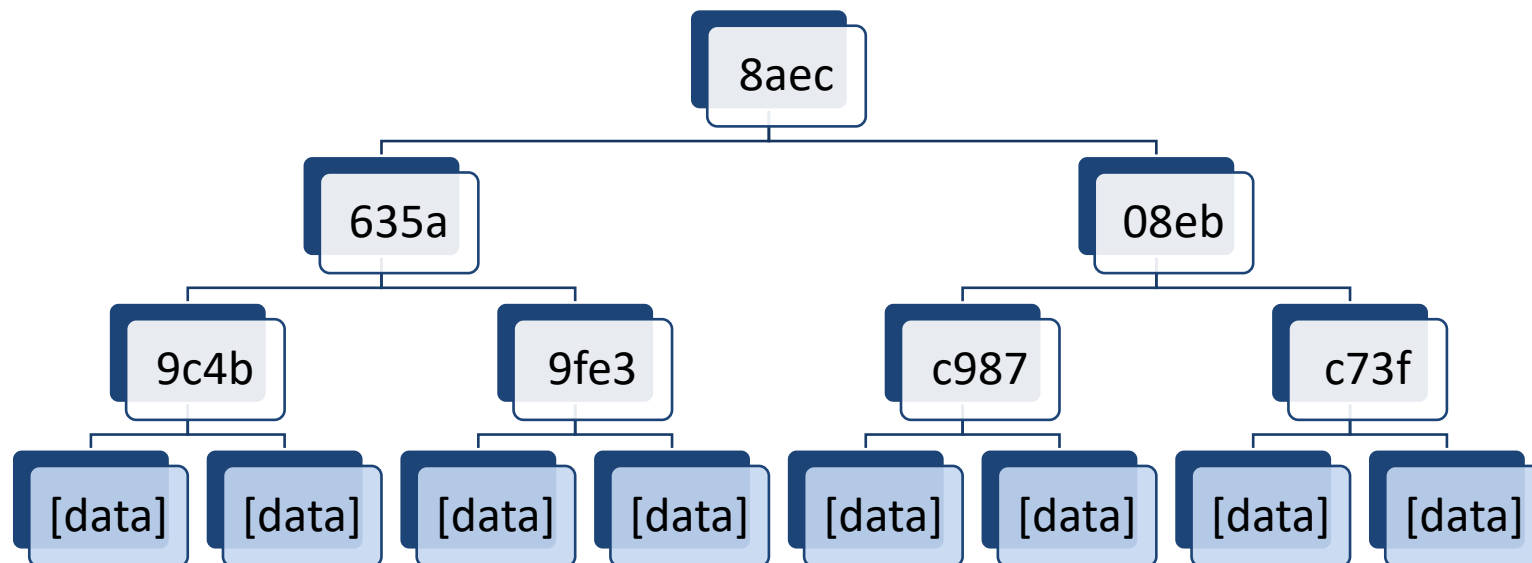 8aec
635a
08eb
9c4b
9fe3
c987
c73f
[data]
[data]
[data]
[data]
[data]
[data]
[data]
[data]